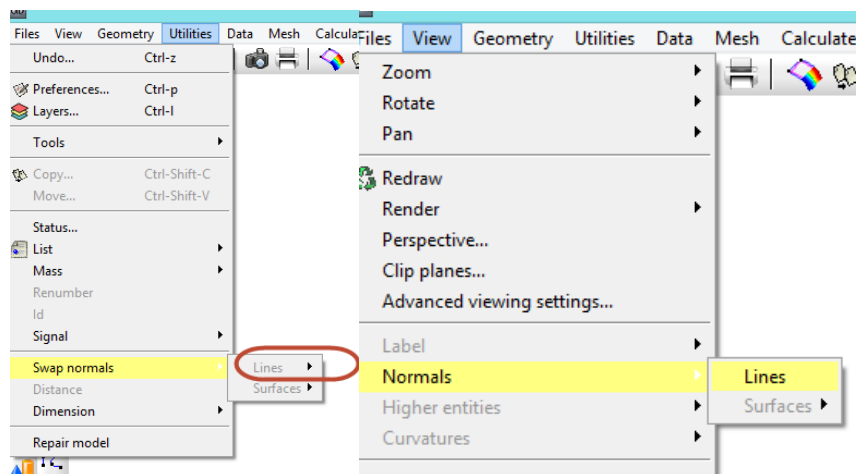 Files View Geometry Utilities Data Mesh
Undo... Ctrl-z
Preferences... Ctrl-p
Layers... Ctrl-l
Tools
Copy... Ctrl-Shift-C
Move... Ctrl-Shift-V
Status...
List
Mass
Renumber
Id
Signal
Swap normals
Lines
Surfaces
Distance
Dimension
Repair model
View Geometry Utilities Data Mesh Calculate
Zoom
Rotate
Pan
Redraw
Render
Perspective...
Clip planes...
Advanced viewing settings...
Label
Normals
Lines
Surfaces
Higher entities
Curvatures